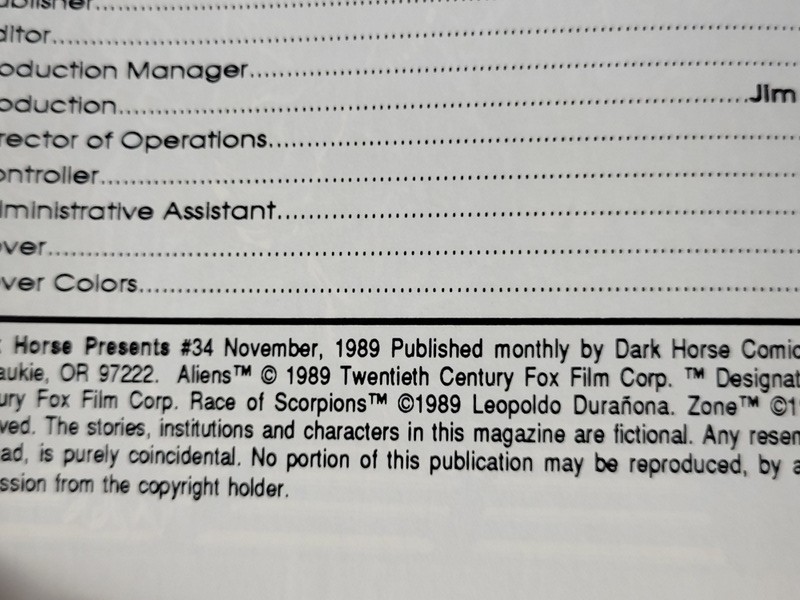 ublisher
ditor
oduction Manager
oduction Jim
rector of Operations
ontroller
ministrative Assistant
over
ver Colors
Horse Presents #34 November, 1989 Published monthly by Dark Horse Comic
aukie, OR 97222. Aliens™ © 1989 Twentieth Century Fox Film Corp. ™ Designat
ury Fox Film Corp. Race of Scorpions™ ©1989 Leopoldo Durañona. Zone™ ©1
ved. The stories, institutions and characters in this magazine are fictional. Any resem
ad, is purely coincidental. No portion of this publication may be reproduced, by a
ssion from the copyright holder.